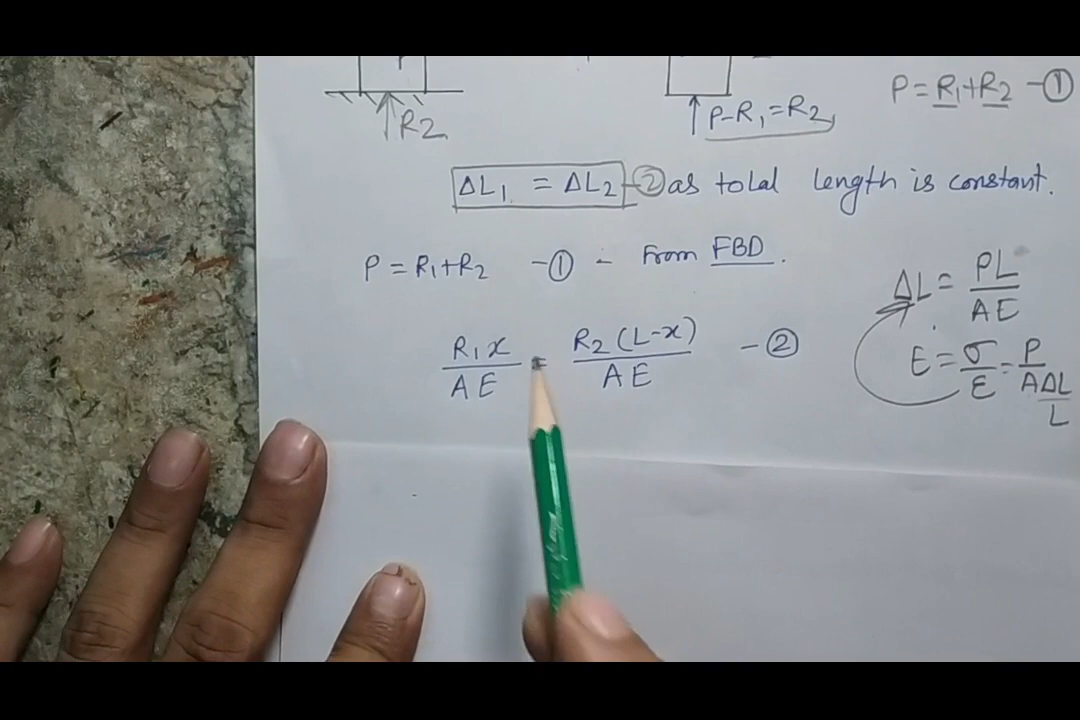 P = R₁+R₂ -①
R2
P-R₁=R₂
ΔL₁ = ΔL₂ -② as total length is constant.
P = R₁+R₂ -① - From FBD.
ΔL = PL/AE
R₁x/AE = R₂(L-x)/AE -②
E = σ/ε = P/A ΔL/L